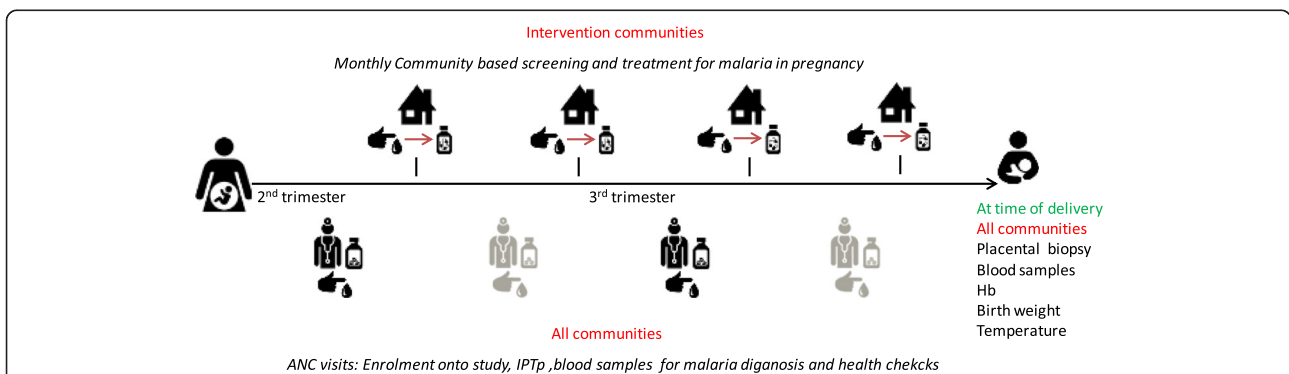 Intervention communities
Monthly Community based screening and treatment for malaria in pregnancy
2nd trimester
3rd trimester
At time of delivery
All communities
Placental biopsy
Blood samples
Hb
Birth weight
Temperature
All communities
ANC visits: Enrolment onto study, IPTp ,blood samples for malaria diganosis and health chekcks